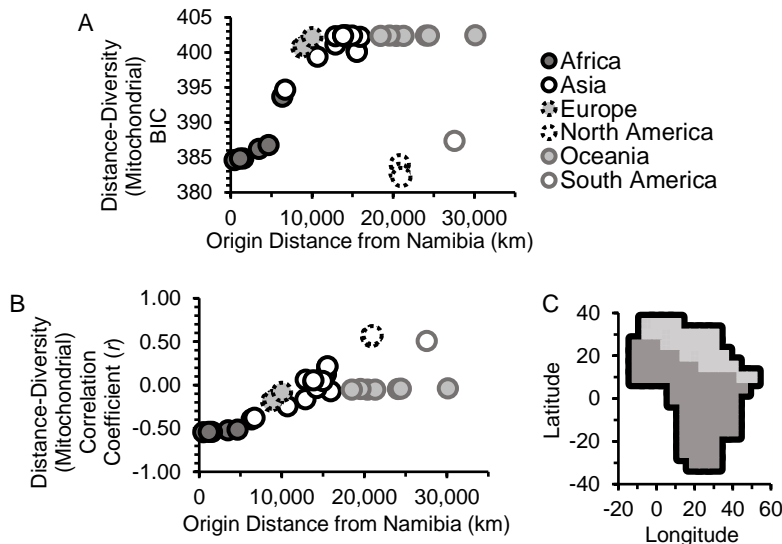 A
405
400
395
390
385
380
Distance-Diversity
(Mitochondrial)
BIC
0
10,000
20,000
30,000
Origin Distance from Namibia (km)
Africa
Asia
Europe
North America
Oceania
South America
B
1.00
0.50
0.00
-0.50
-1.00
Distance-Diversity
(Mitochondrial)
Correlation
Coefficient (r)
0
10,000
20,000
30,000
Origin Distance from Namibia (km)
C
40
20
0
-20
-40
Latitude
-20
0
20
40
60
Longitude